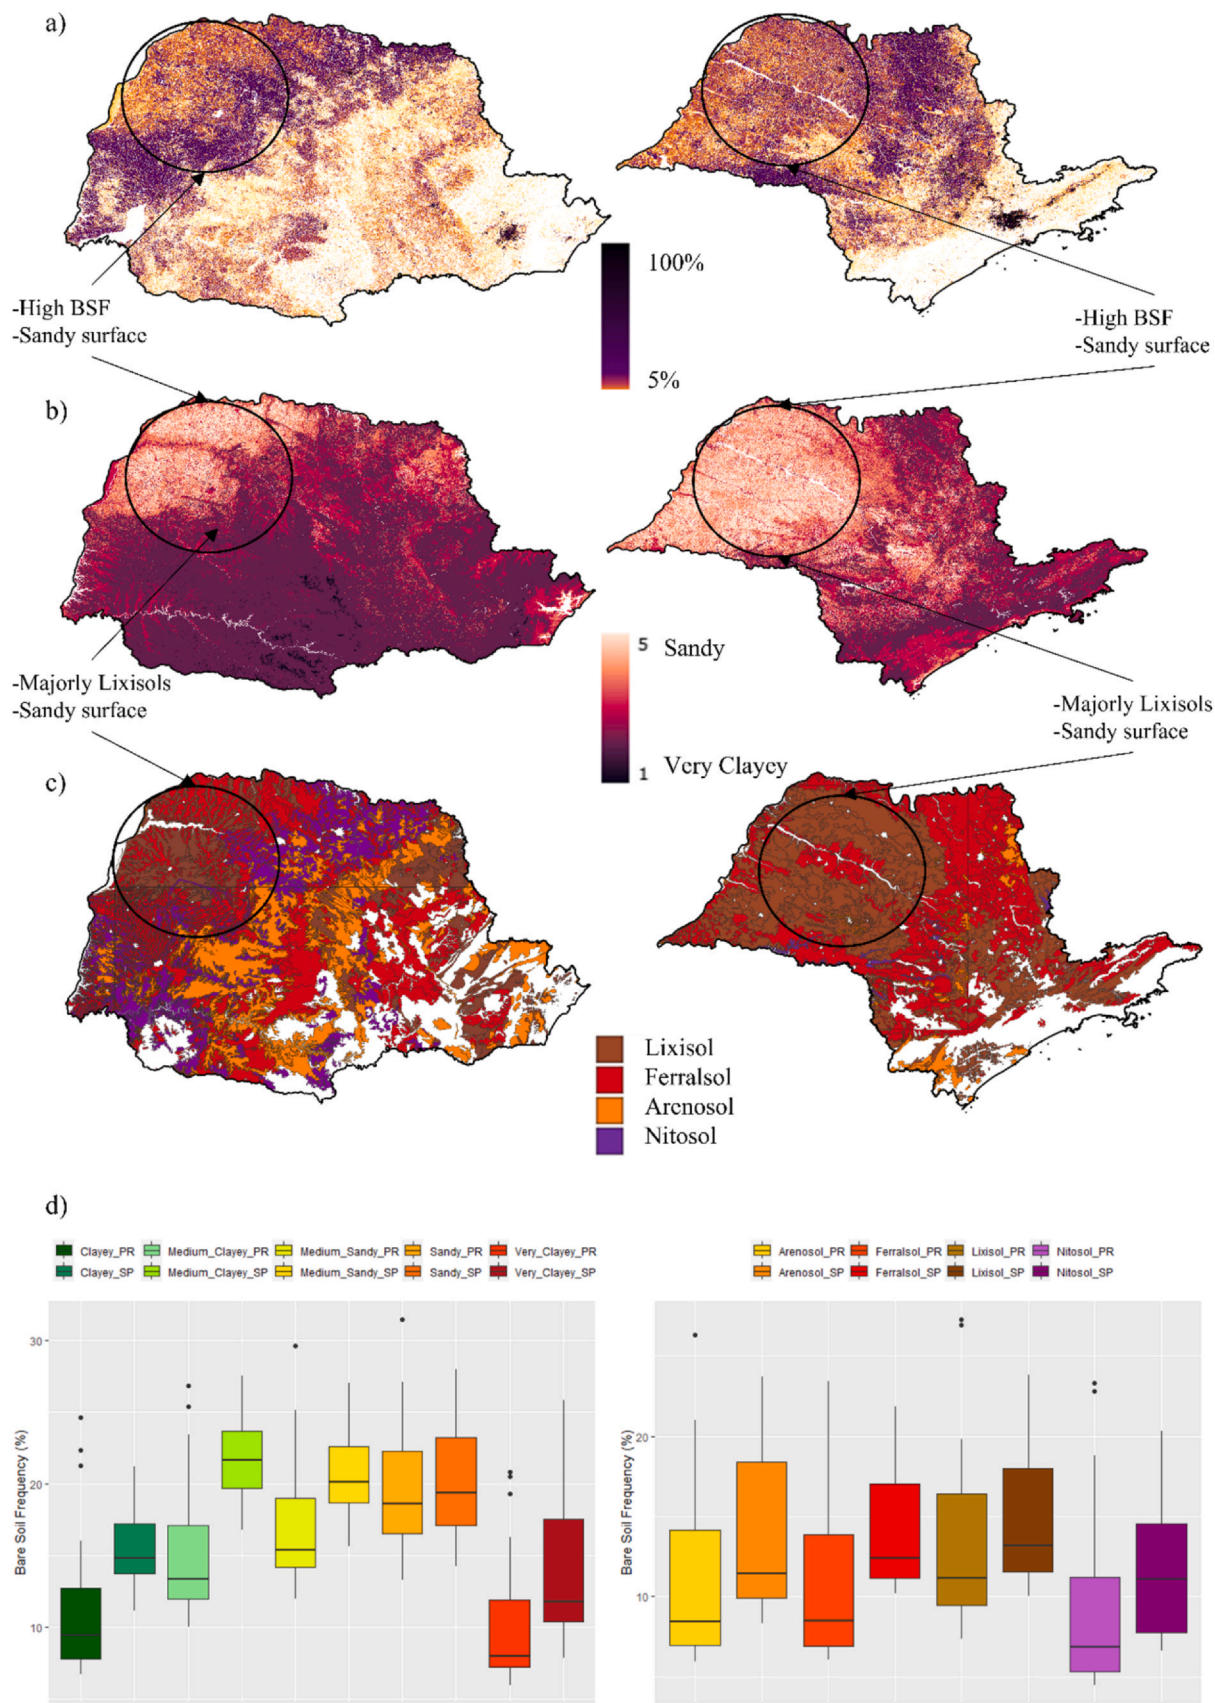 a)
100%
5%
-High BSF
-Sandy surface
-High BSF
-Sandy surface
b)
5 Sandy
1 Very Clayey
-Majorly Lixisols
-Sandy surface
-Majorly Lixisols
-Sandy surface
c)
Lixisol
Ferralsol
Arenosol
Nitosol
d)
Clayey_PR Medium_Clayey_PR Medium_Sandy_PR Sandy_PR Very_Clayey_PR
Clayey_SP Medium_Clayey_SP Medium_Sandy_SP Sandy_SP Very_Clayey_SP
Bare Soil Frequency (%)
30
20
10
Arenosol_PR Ferralsol_PR Lixisol_PR Nitosol_PR
Arenosol_SP Ferralsol_SP Lixisol_SP Nitosol_SP
Bare Soil Frequency (%)
20
10